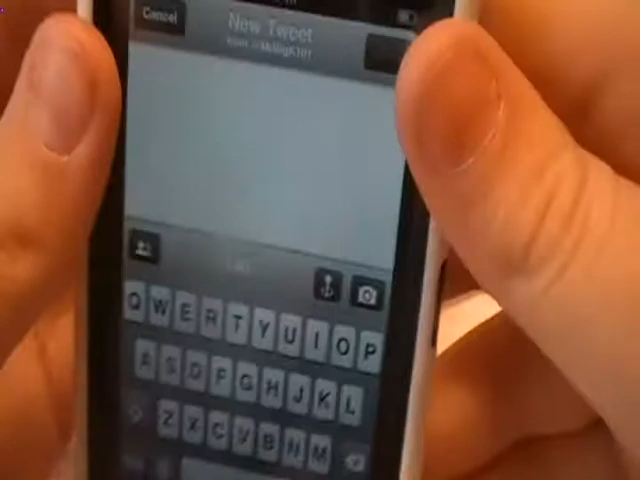 Cancel
New Tweet
Q W E R T Y U I O P
A S D F G H J K L
Z X C V B N M